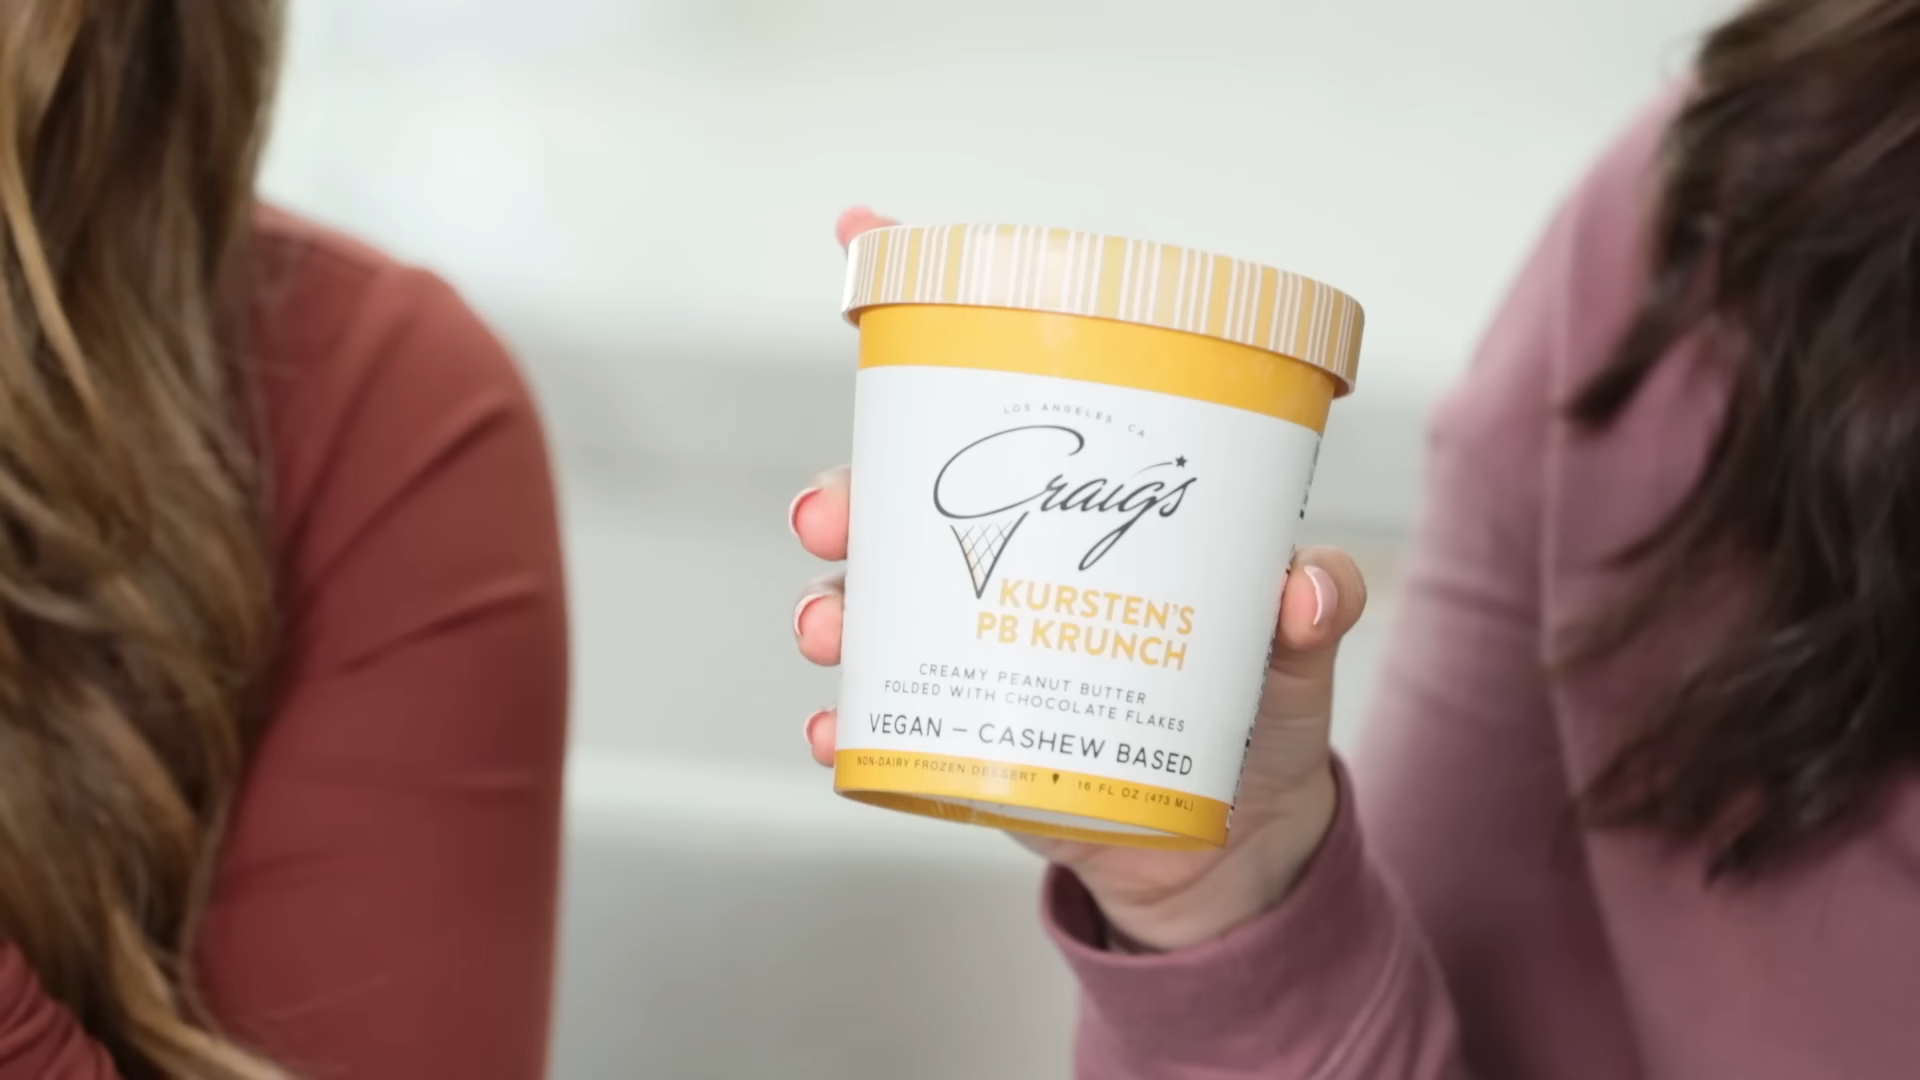 LOS ANGELES, CA
Craig's
KURSTEN'S
PB KRUNCH
CREAMY PEANUT BUTTER
FOLDED WITH CHOCOLATE FLAKES
VEGAN – CASHEW BASED
NON-DAIRY FROZEN DESSERT 16 FL OZ (473 ML)